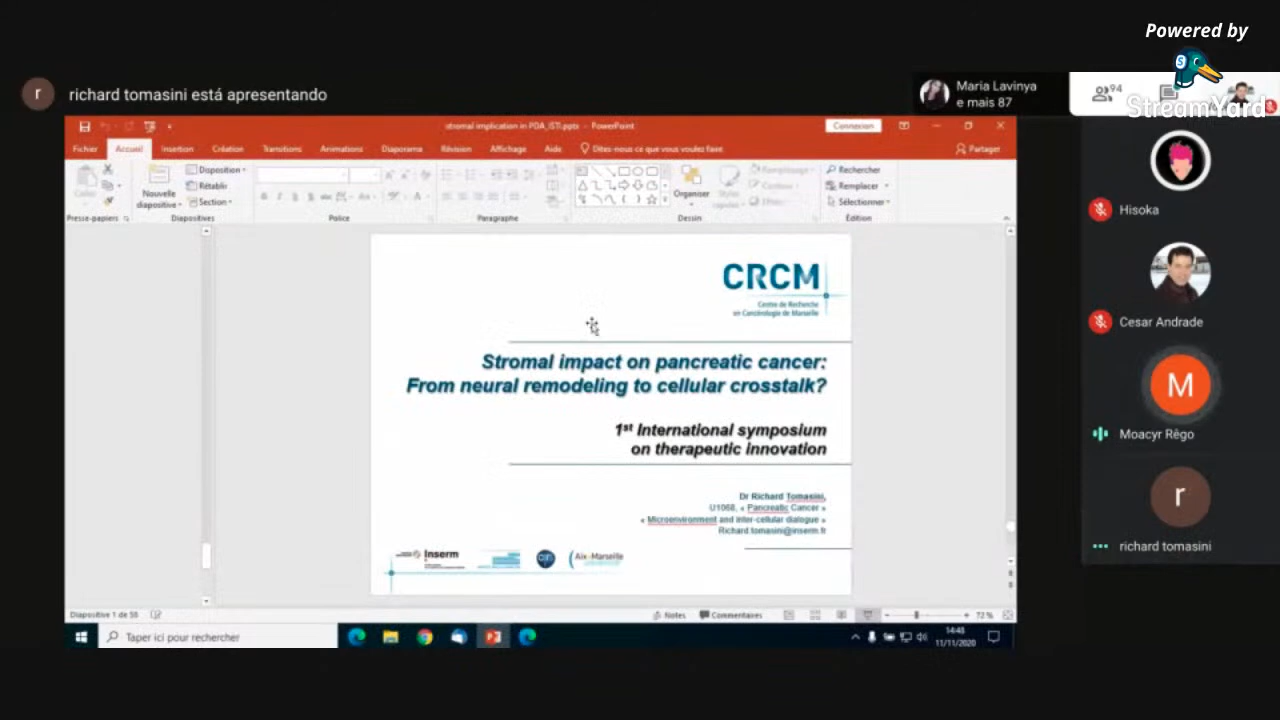 Powered by
StreamYard
r
richard tomasini está apresentando
Maria Lavinya
e mais 87
94
stromal implication in PDA_ISTI.pptx - PowerPoint
Connexion
Fichier
Accueil
Insertion
Création
Transitions
Animations
Diaporama
Révision
Affichage
Aide
Dites-nous ce que vous voulez faire
Partager
Coller
Nouvelle
diapositive
Disposition
Rétablir
Section
Organiser
Rechercher
Remplacer
Sélectionner
Presse-papiers
Diapositives
Police
Paragraphe
Dessin
Édition
CRCM
Centre de Recherche
en Cancérologie de Marseille
Stromal impact on pancreatic cancer:
From neural remodeling to cellular crosstalk?
1st International symposium
on therapeutic innovation
Dr Richard Tomasini,
U1068, « Pancreatic Cancer »
« Microenvironment and inter-cellular dialogue »
Richard.tomasini@inserm.fr
Inserm
Aix Marseille
Notes
Commentaires
72 %
Taper ici pour rechercher
14:48
11/11/2020
Hisoka
Cesar Andrade
M
Moacyr Rêgo
r
richard tomasini